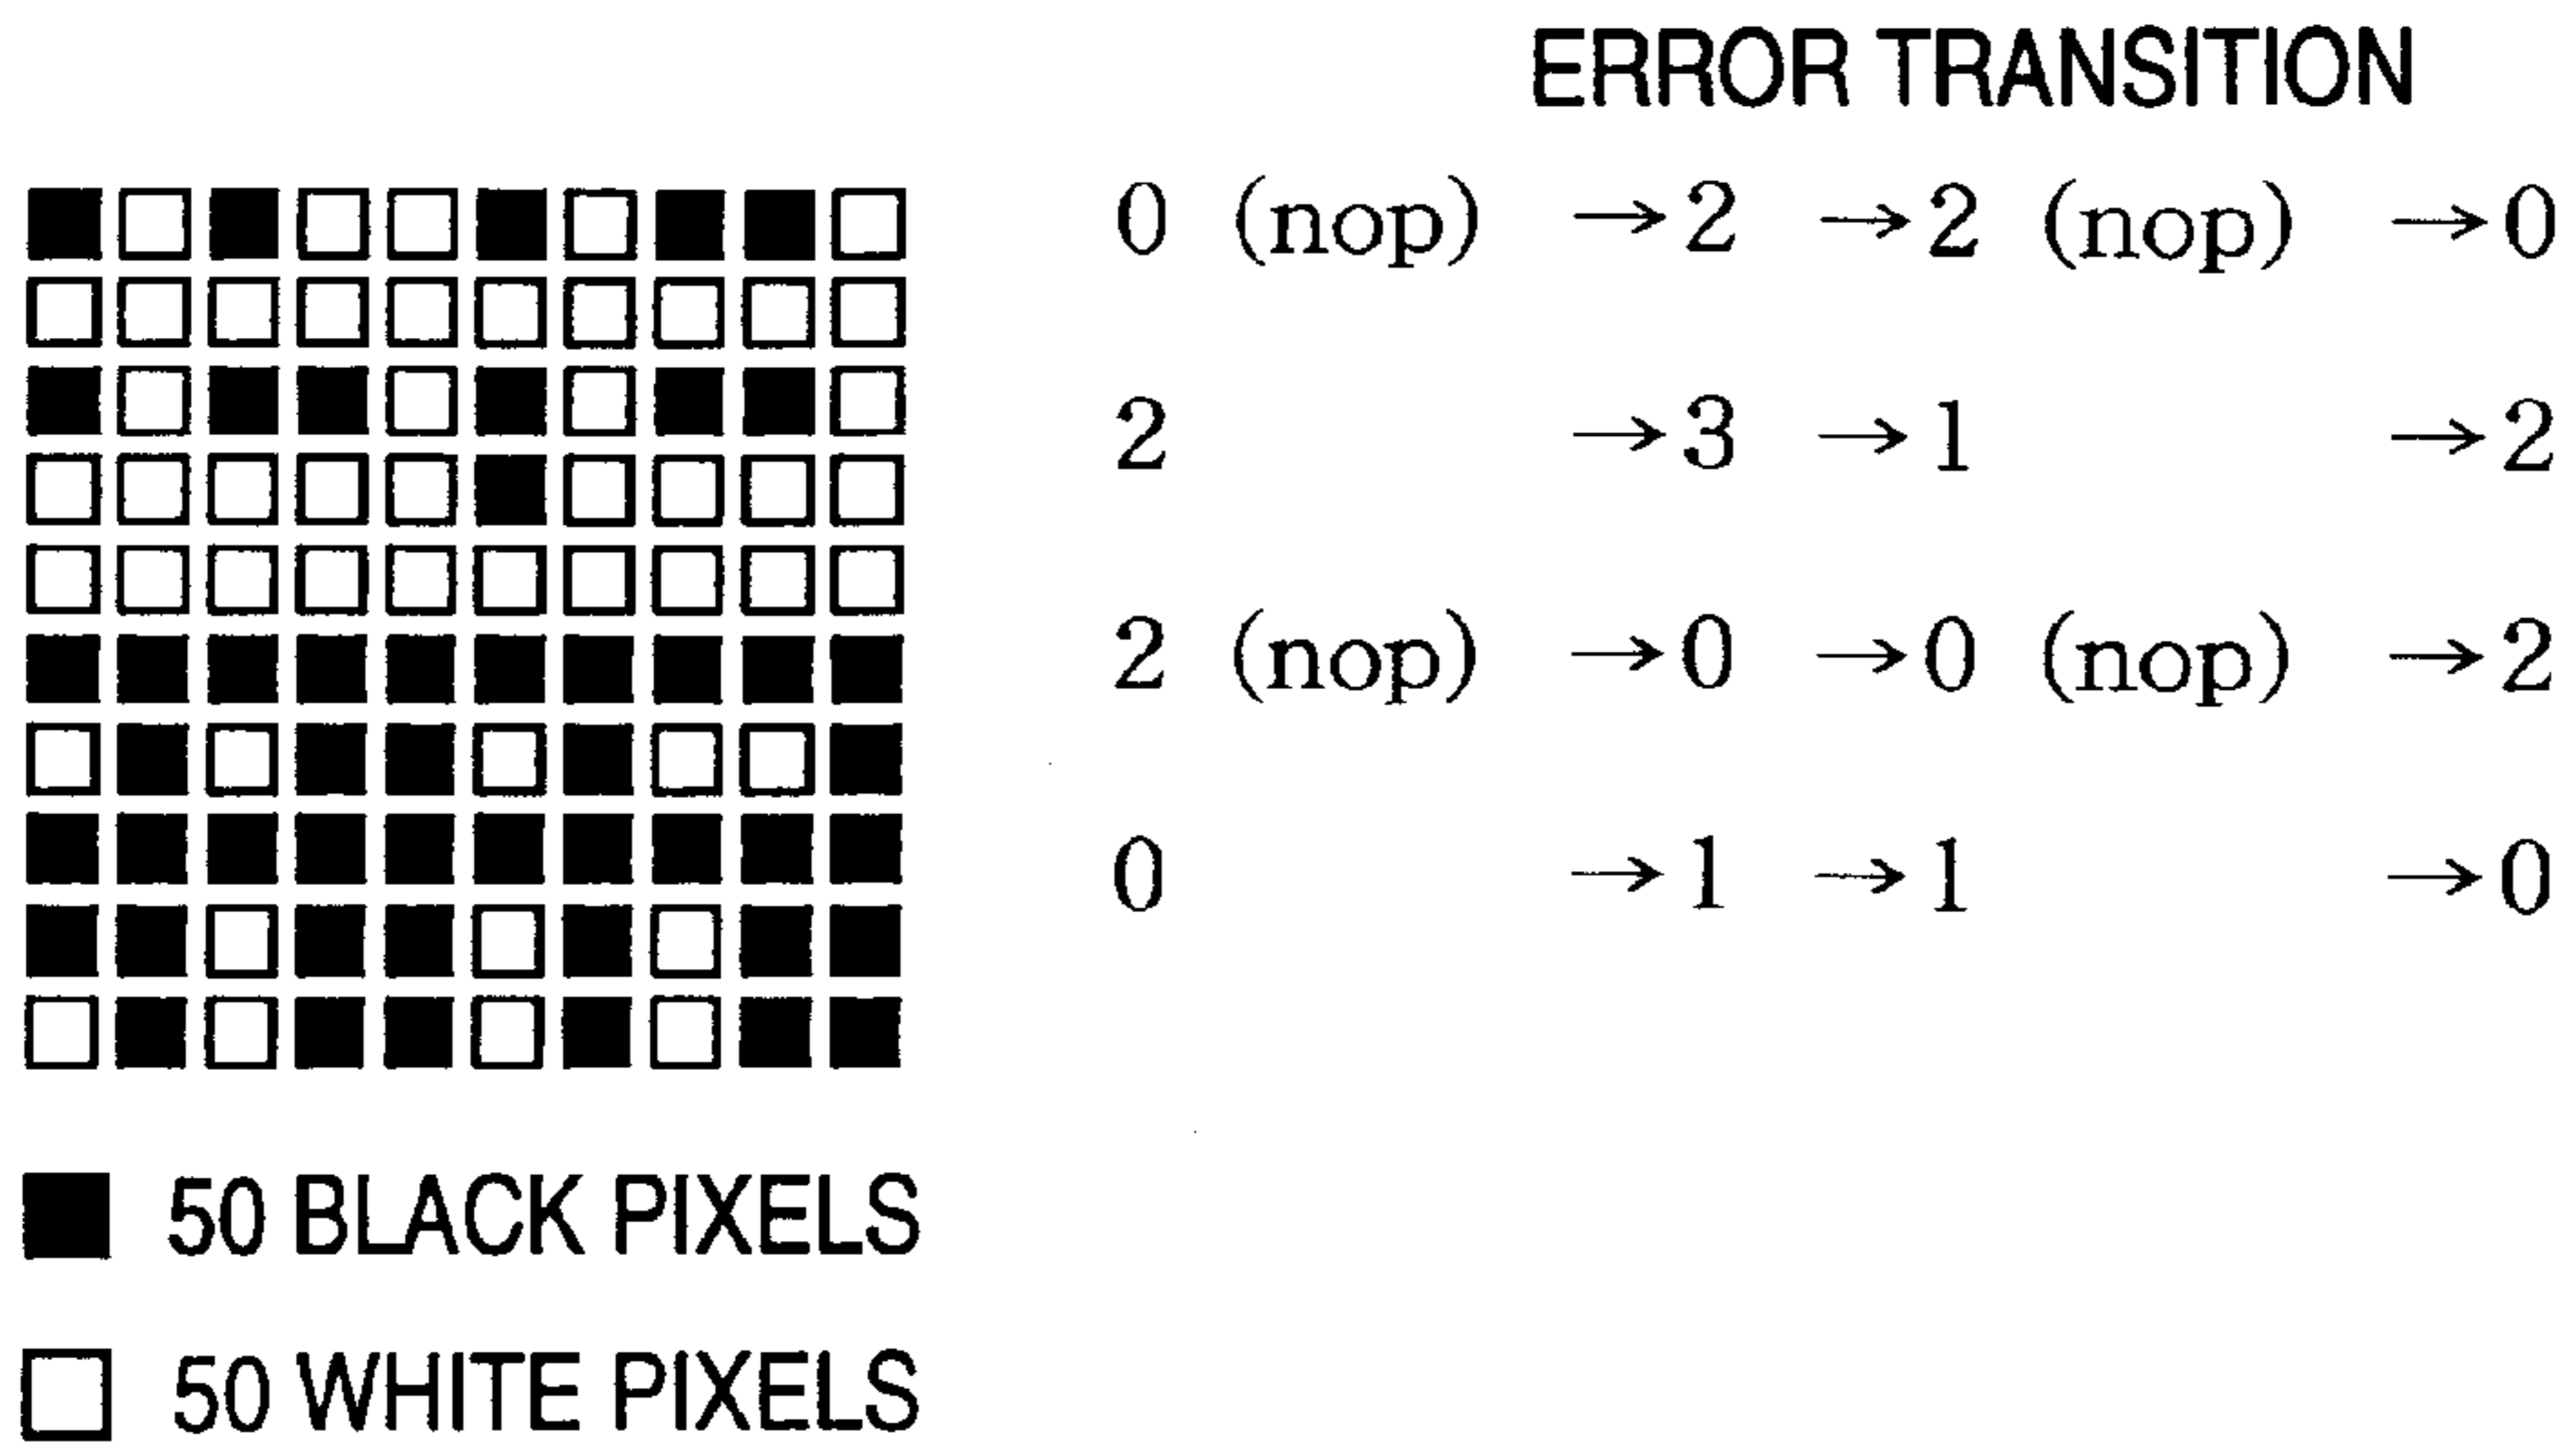 ERROR TRANSITION
0 (nop) →2 →2 (nop) →0
2 →3 →1 →2
2 (nop) →0 →0 (nop) →2
0 →1 →1 →0
50 BLACK PIXELS
50 WHITE PIXELS